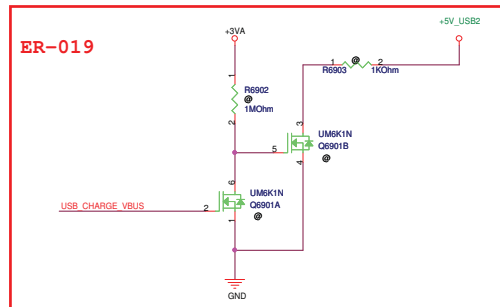 +5V_USB2
ER-019
+3VA
@
1 2
R6903 1KOhm
1
R6902
@
1MOhm
2
3
UM6K1N
5
Q6901B
4
@
6
UM6K1N
USB_CHARGE_VBUS
2
Q6901A
1
@
GND